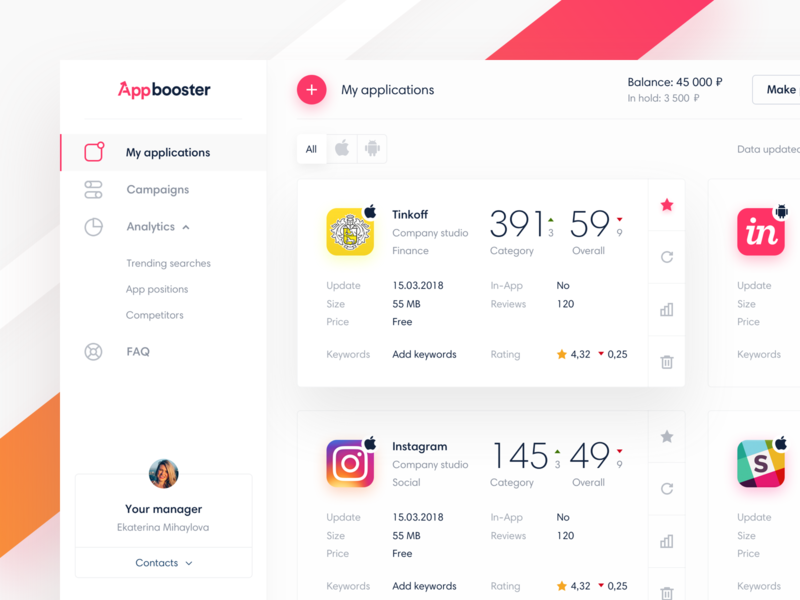 Appbooster
My applications
Campaigns
Analytics
Trending searches
App positions
Competitors
FAQ
Your manager
Ekaterina Mihaylova
Contacts
+ My applications
Balance: 45 000 ₽
In hold: 3 500 ₽
Make
All
Data updated
Tinkoff
Company studio
Finance
391 3
Category
59 9
Overall
Update 15.03.2018
Size 55 MB
Price Free
In-App No
Reviews 120
Keywords Add keywords
Rating 4,32 0,25
in
Update
Size
Price
Keywords
Instagram
Company studio
Social
145 3
Category
49 9
Overall
Update 15.03.2018
Size 55 MB
Price Free
In-App No
Reviews 120
Keywords Add keywords
Rating 4,32 0,25
S
Update
Size
Price
Keywords